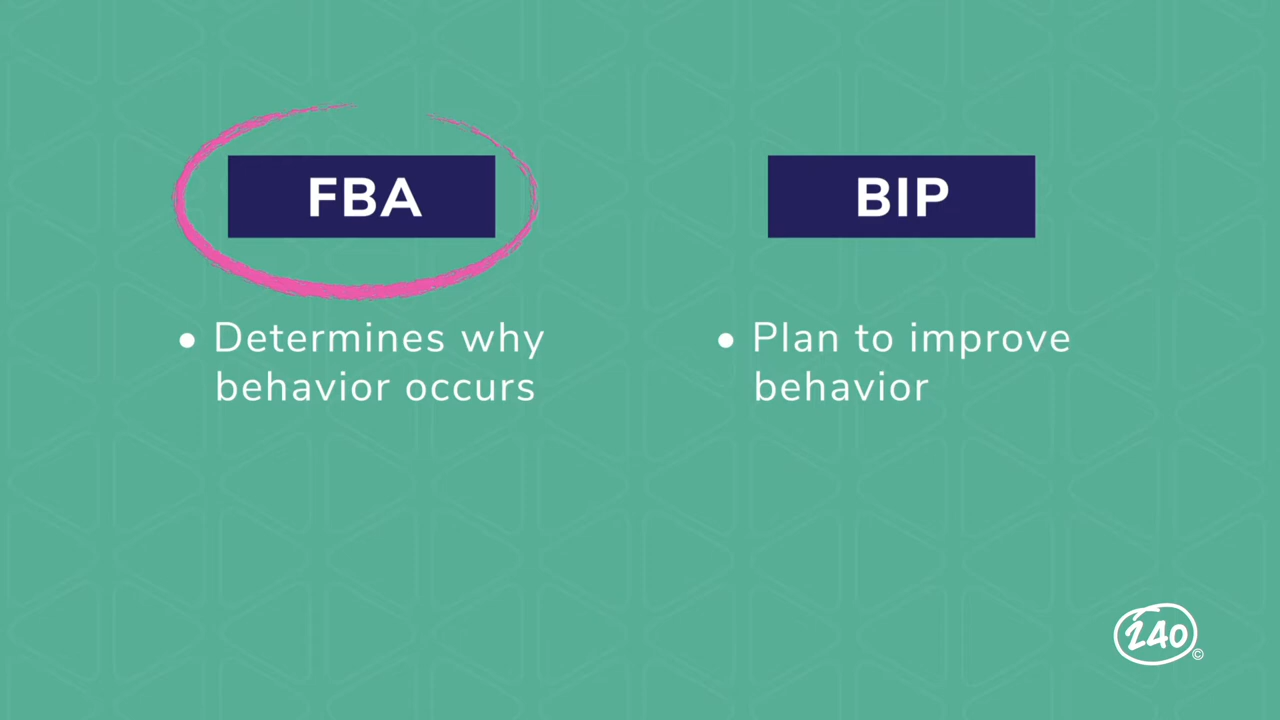 FBA
• Determines why
behavior occurs
BIP
• Plan to improve
behavior
240
©